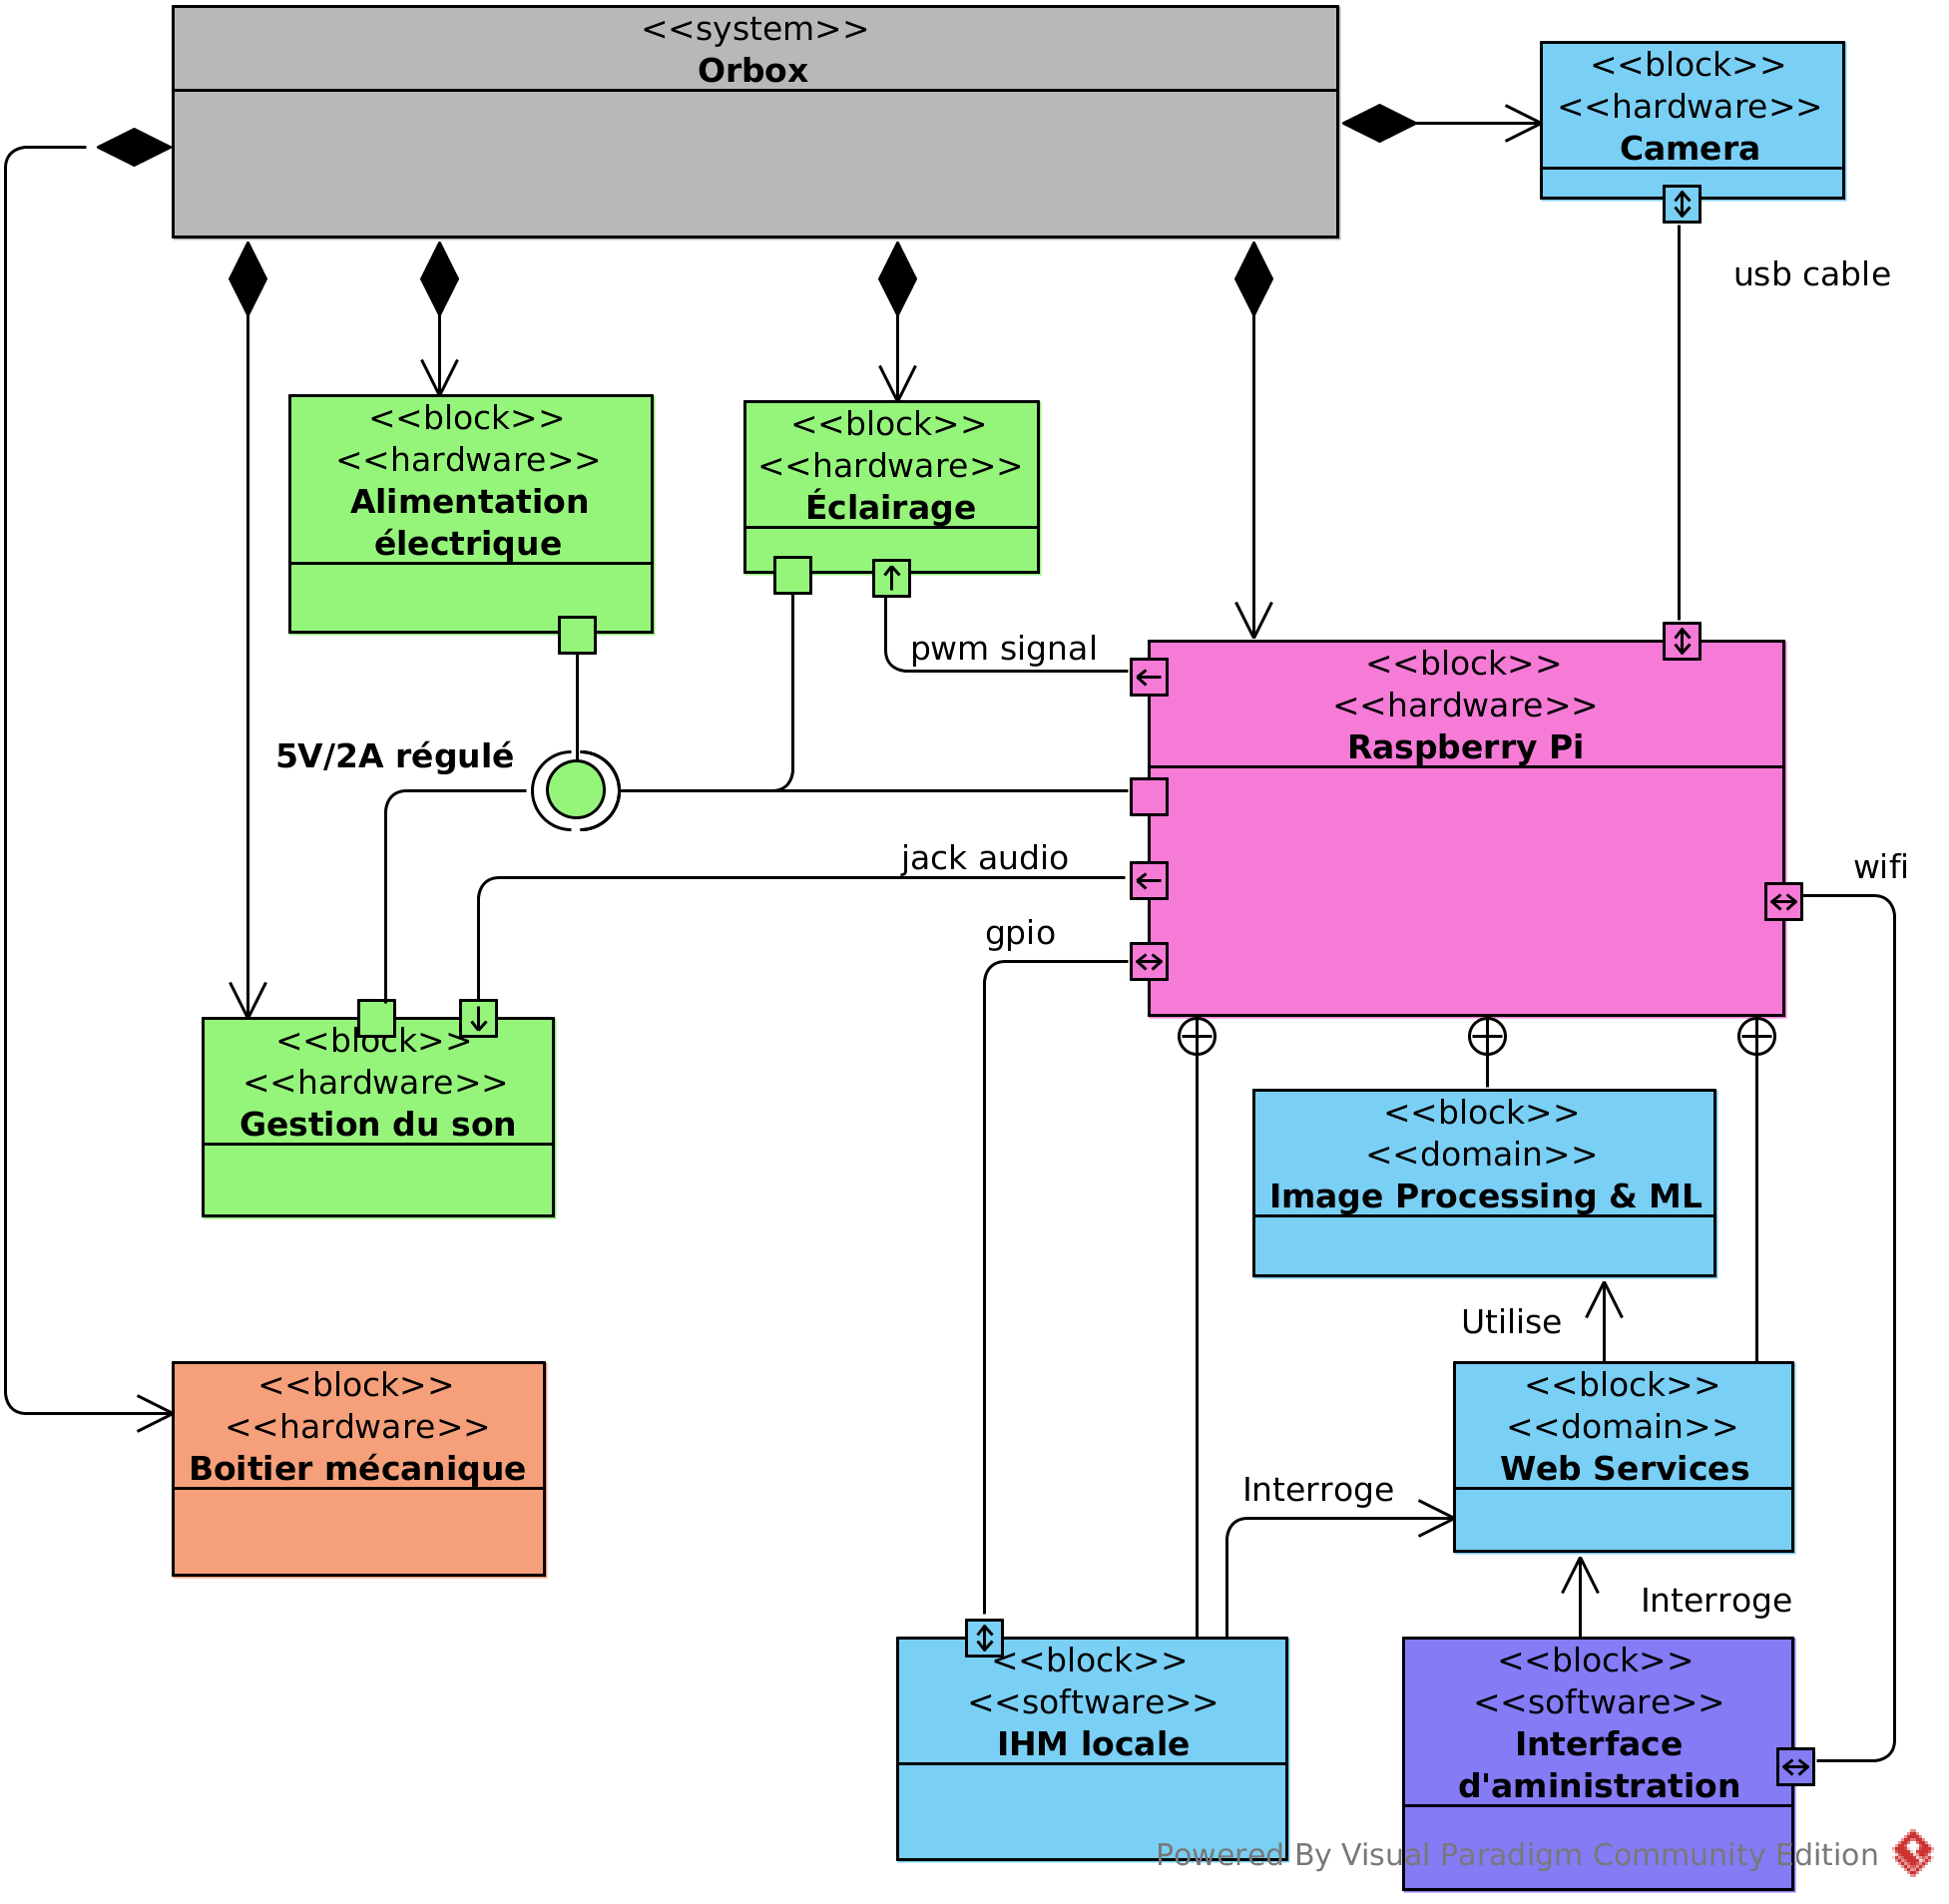 <<system>>
Orbox
<<block>>
<<hardware>>
Camera
usb cable
<<block>>
<<hardware>>
Alimentation
électrique
<<block>>
<<hardware>>
Éclairage
pwm signal
<<block>>
<<hardware>>
Raspberry Pi
5V/2A régulé
jack audio
wifi
gpio
<<block>>
<<hardware>>
Gestion du son
<<block>>
<<domain>>
Image Processing & ML
Utilise
<<block>>
<<hardware>>
Boitier mécanique
<<block>>
<<domain>>
Web Services
Interroge
Interroge
<<block>>
<<software>>
IHM locale
<<block>>
<<software>>
Interface
d'aministration
Powered By Visual Paradigm Community Edition